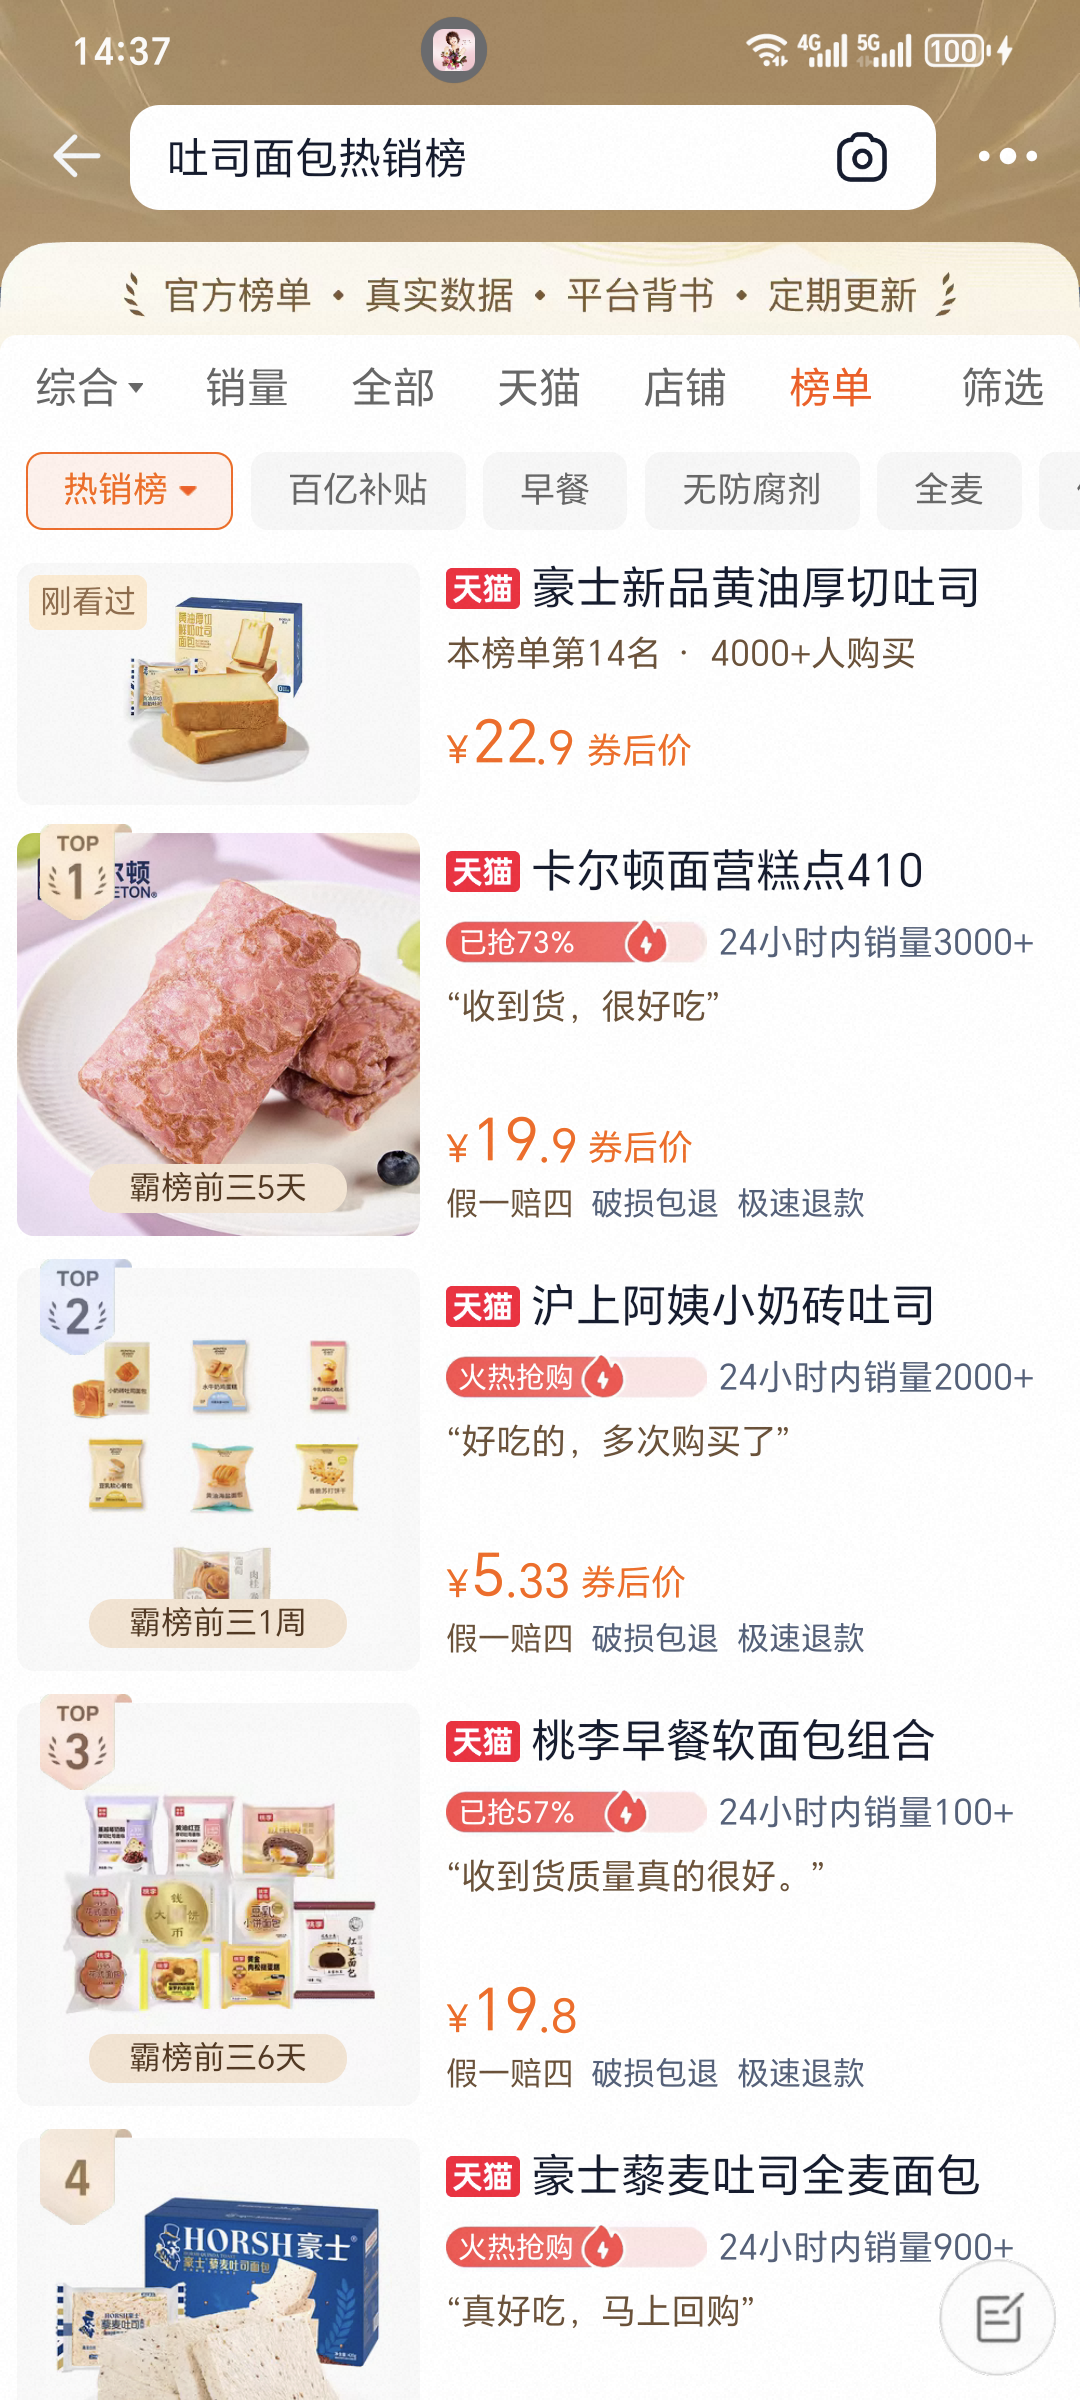 14:37
4G 5G 100
吐司面包热销榜
官方榜单 · 真实数据 · 平台背书 · 定期更新
综合 销量 全部 天猫 店铺 榜单 筛选
热销榜 百亿补贴 早餐 无防腐剂 全麦
刚看过
天猫 豪士新品黄油厚切吐司
本榜单第14名 · 4000+人购买
¥22.9 券后价
TOP 1
尔顿
ETON®
霸榜前三5天
天猫 卡尔顿面营糕点410
已抢73% 24小时内销量3000+
“收到货，很好吃”
¥19.9 券后价
假一赔四 破损包退 极速退款
TOP 2
霸榜前三1周
天猫 沪上阿姨小奶砖吐司
火热抢购 24小时内销量2000+
“好吃的，多次购买了”
¥5.33 券后价
假一赔四 破损包退 极速退款
TOP 3
霸榜前三6天
天猫 桃李早餐软面包组合
已抢57% 24小时内销量100+
“收到货质量真的很好。”
¥19.8
假一赔四 破损包退 极速退款
4
HORSH豪士®
豪士 藜麦吐司面包
天猫 豪士藜麦吐司全麦面包
火热抢购 24小时内销量900+
“真好吃，马上回购”